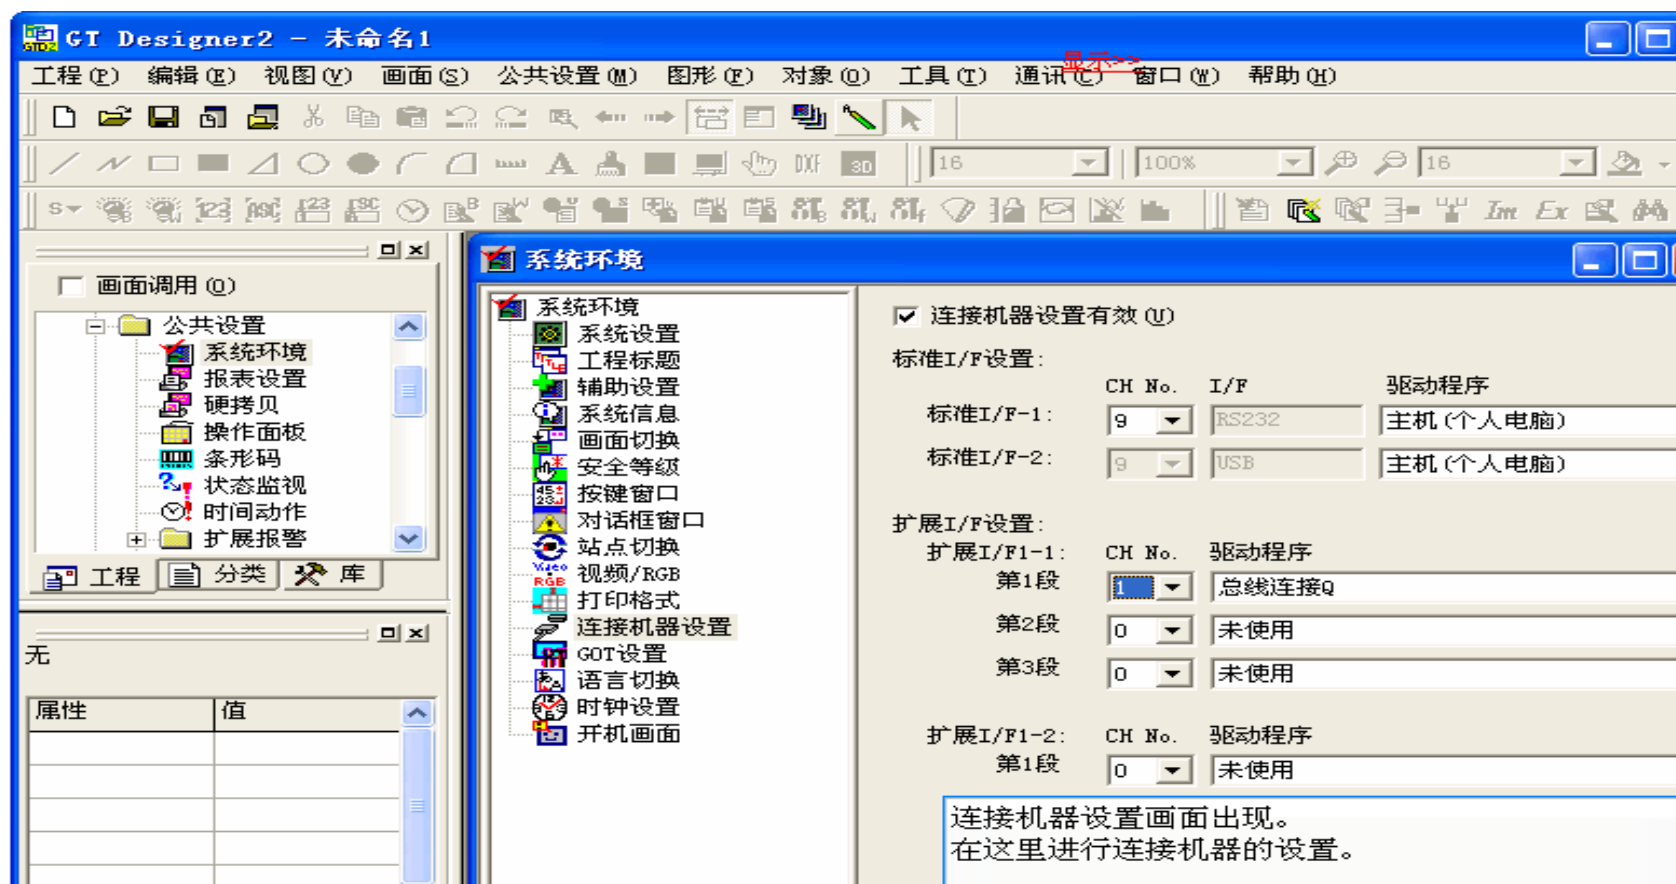 GT Designer2 - 未命名1
工程(P) 编辑(E) 视图(V) 画面(S) 公共设置(M) 图形(F) 对象(O) 工具(T) 通讯(C) 窗口(W) 帮助(H)
显示>>
DXF 3D 16 100% 16
S 123 ASC 123 ASC B W S B W f Im Ex
画面调用(O)
公共设置
系统环境
报表设置
硬拷贝
操作面板
条形码
状态监视
时间动作
扩展报警
工程 分类 库
无
属性 值
系统环境
系统环境
系统设置
工程标题
辅助设置
系统信息
画面切换
安全等级
按键窗口
对话框窗口
站点切换
视频/RGB
打印格式
连接机器设置
GOT设置
语言切换
时钟设置
开机画面
连接机器设置有效(U)
标准I/F设置:
CH No. I/F 驱动程序
标准I/F-1: 9 RS232 主机(个人电脑)
标准I/F-2: 9 USB 主机(个人电脑)
扩展I/F设置:
扩展I/F1-1: CH No. 驱动程序
第1段 1 总线连接Q
第2段 0 未使用
第3段 0 未使用
扩展I/F1-2: CH No. 驱动程序
第1段 0 未使用
连接机器设置画面出现。
在这里进行连接机器的设置。